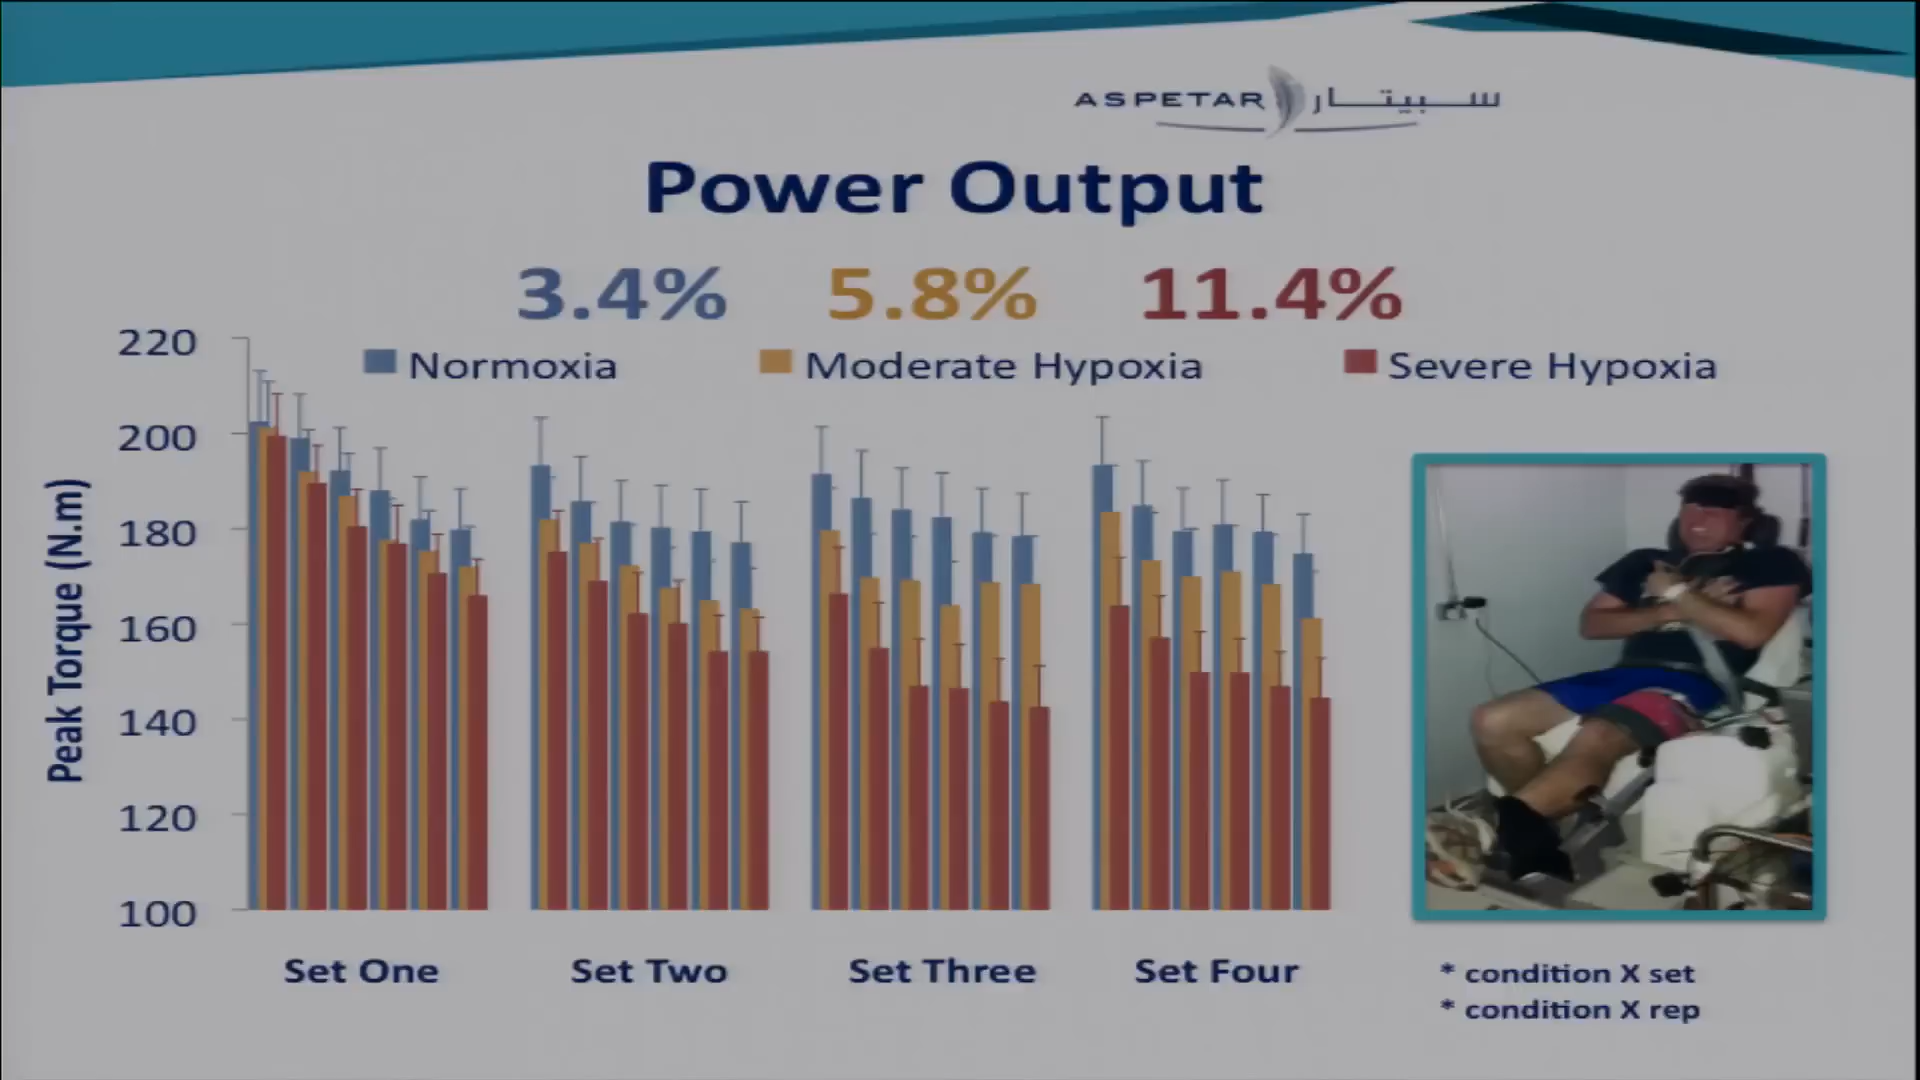 ASPETAR سبيتار
Power Output
3.4% 5.8% 11.4%
Normoxia Moderate Hypoxia Severe Hypoxia
220
200
180
160
140
120
100
Peak Torque (N.m)
Set One Set Two Set Three Set Four
* condition X set
* condition X rep